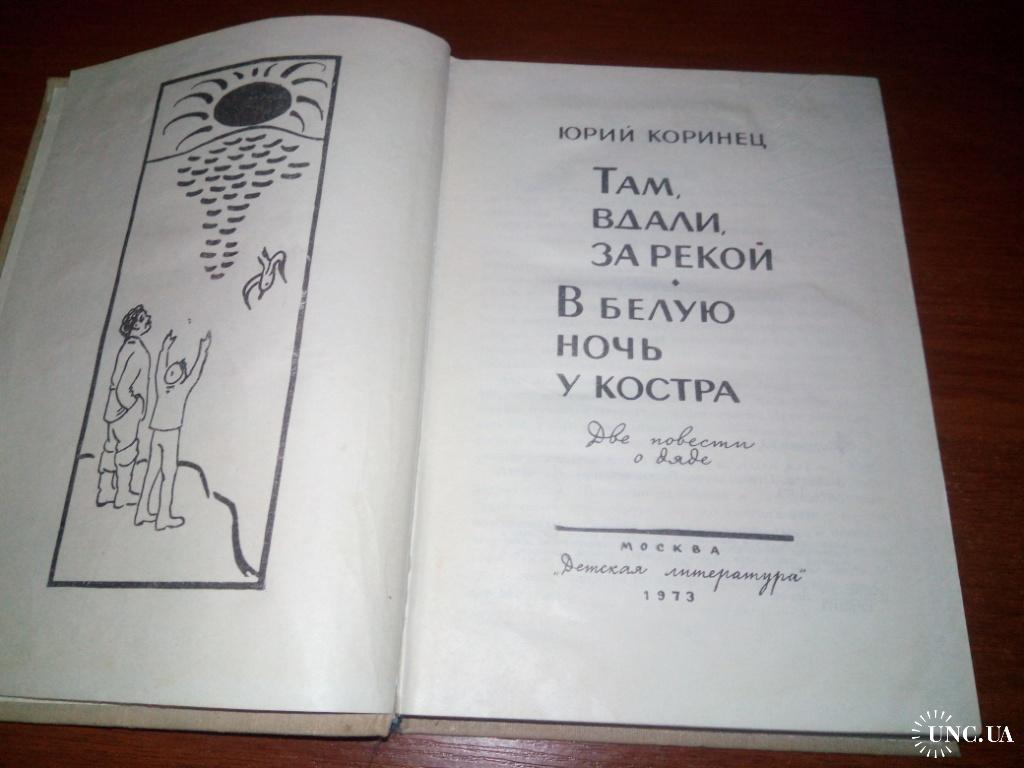 ЮРИЙ КОРИНЕЦ
ТАМ,
ВДАЛИ,
ЗА РЕКОЙ
В БЕЛУЮ
НОЧЬ
У КОСТРА
Две повести
о дяде
МОСКВА
„Детская литература"
1973
UNC.UA